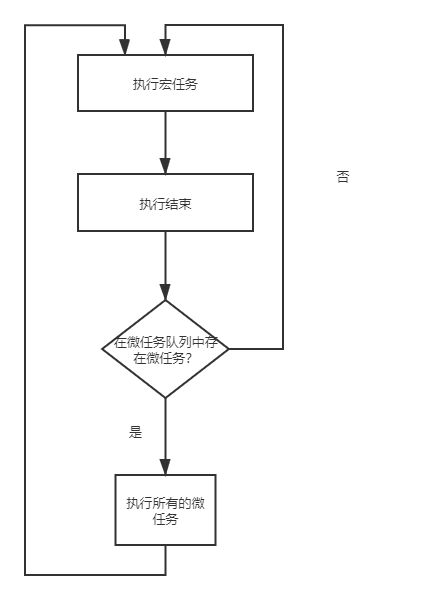 执行宏任务
否
执行结束
在微任务队列中存
在微任务？
是
执行所有的微
任务